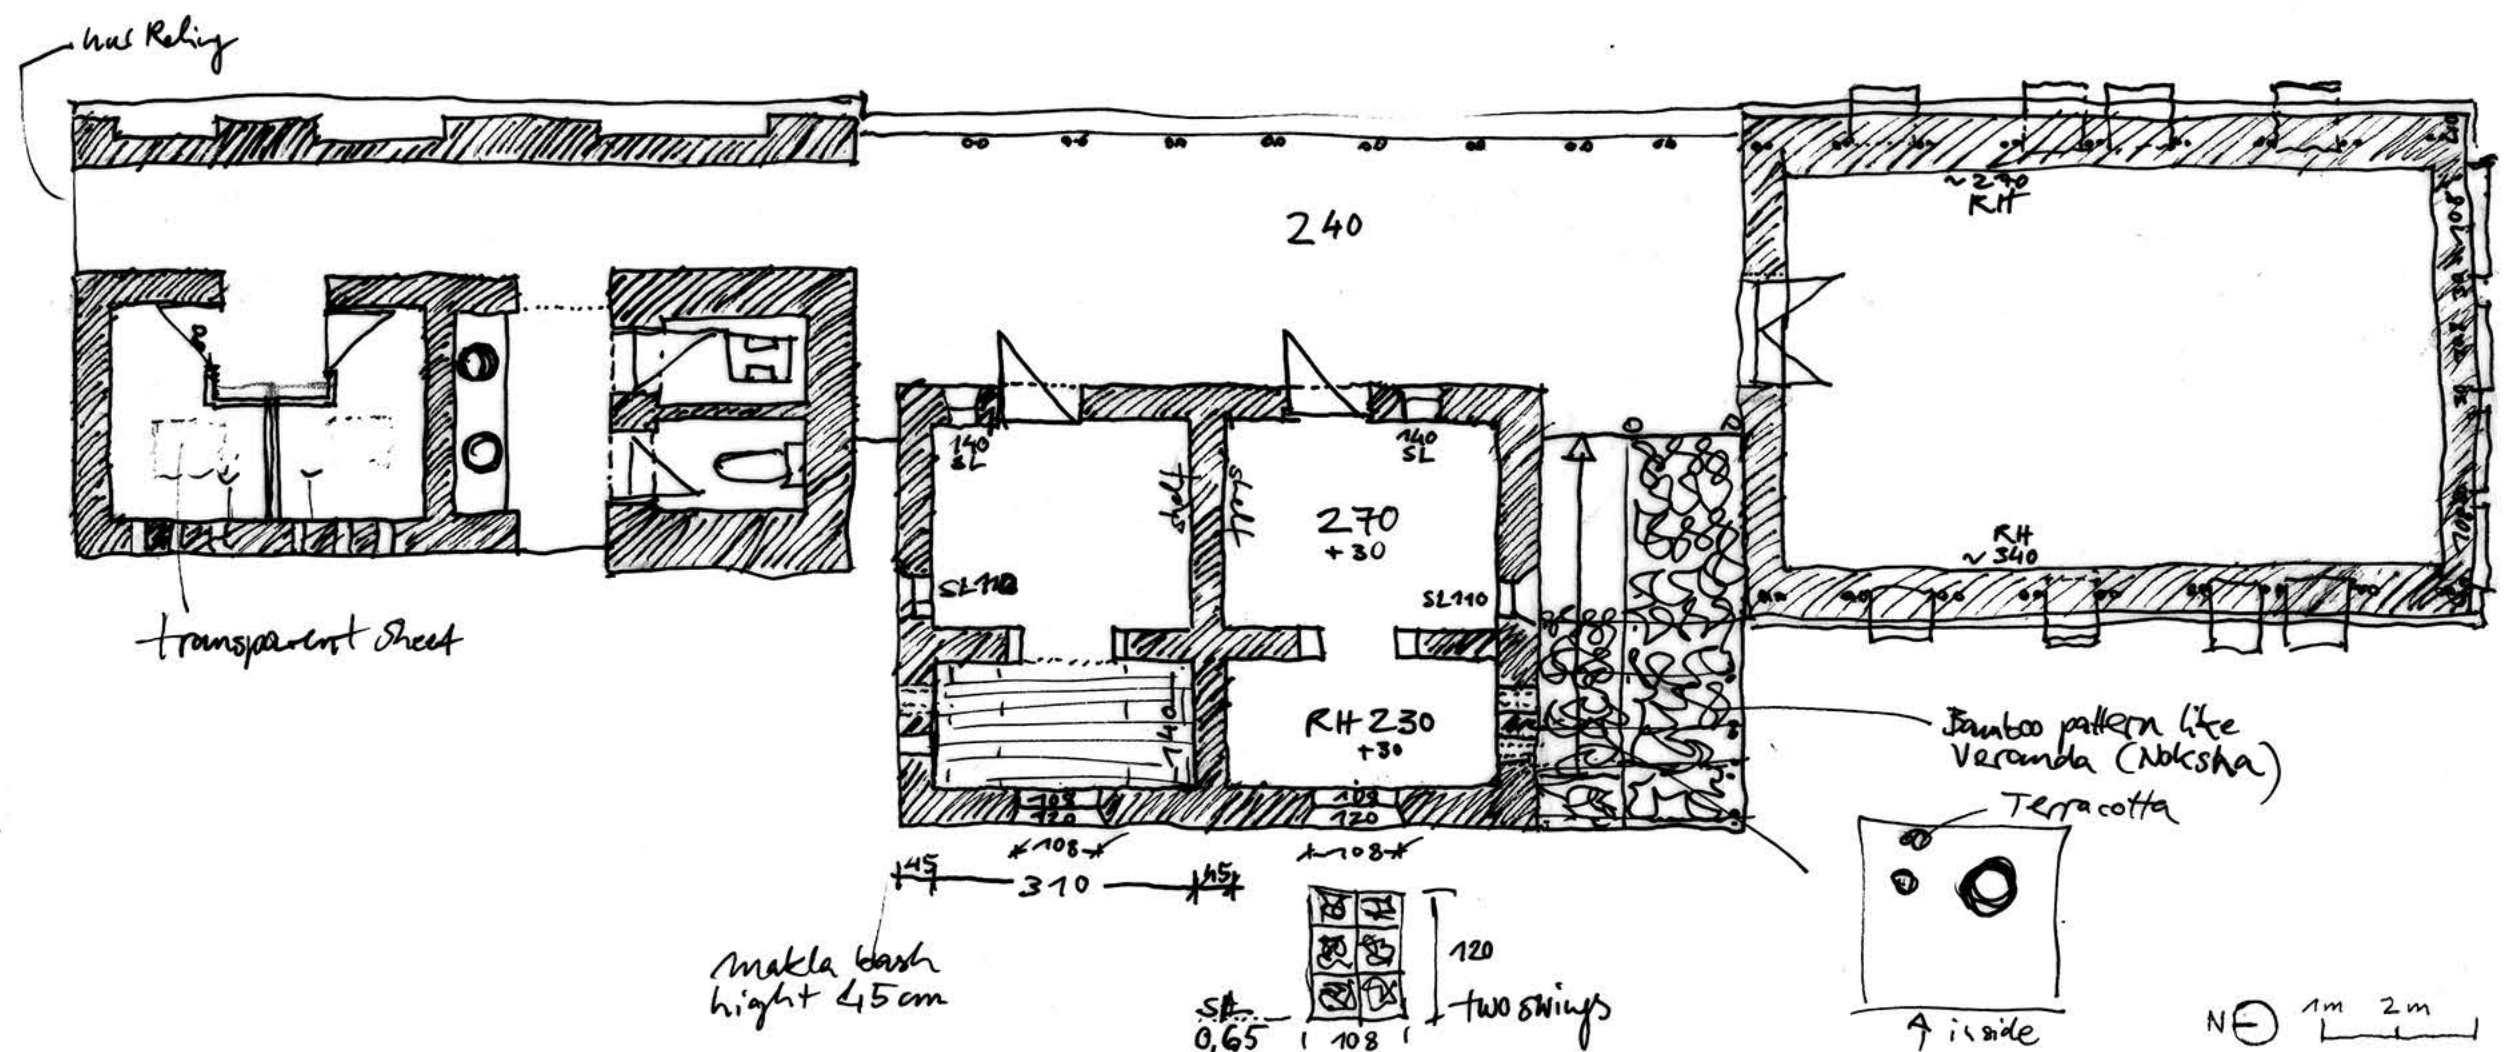 ~270
RH
240
140
SL
140
SL
shelf
shelf
270
+30
SL110
SL110
RH
~340
transparent sheet
140
RH 230
+30
Bamboo pattern like
Veranda (Noksha)
Terracotta
108
120
108
120
108
108
45
310
45
makla bash
hight 45cm
120
two swings
0,65
108
inside
N
1m 2m